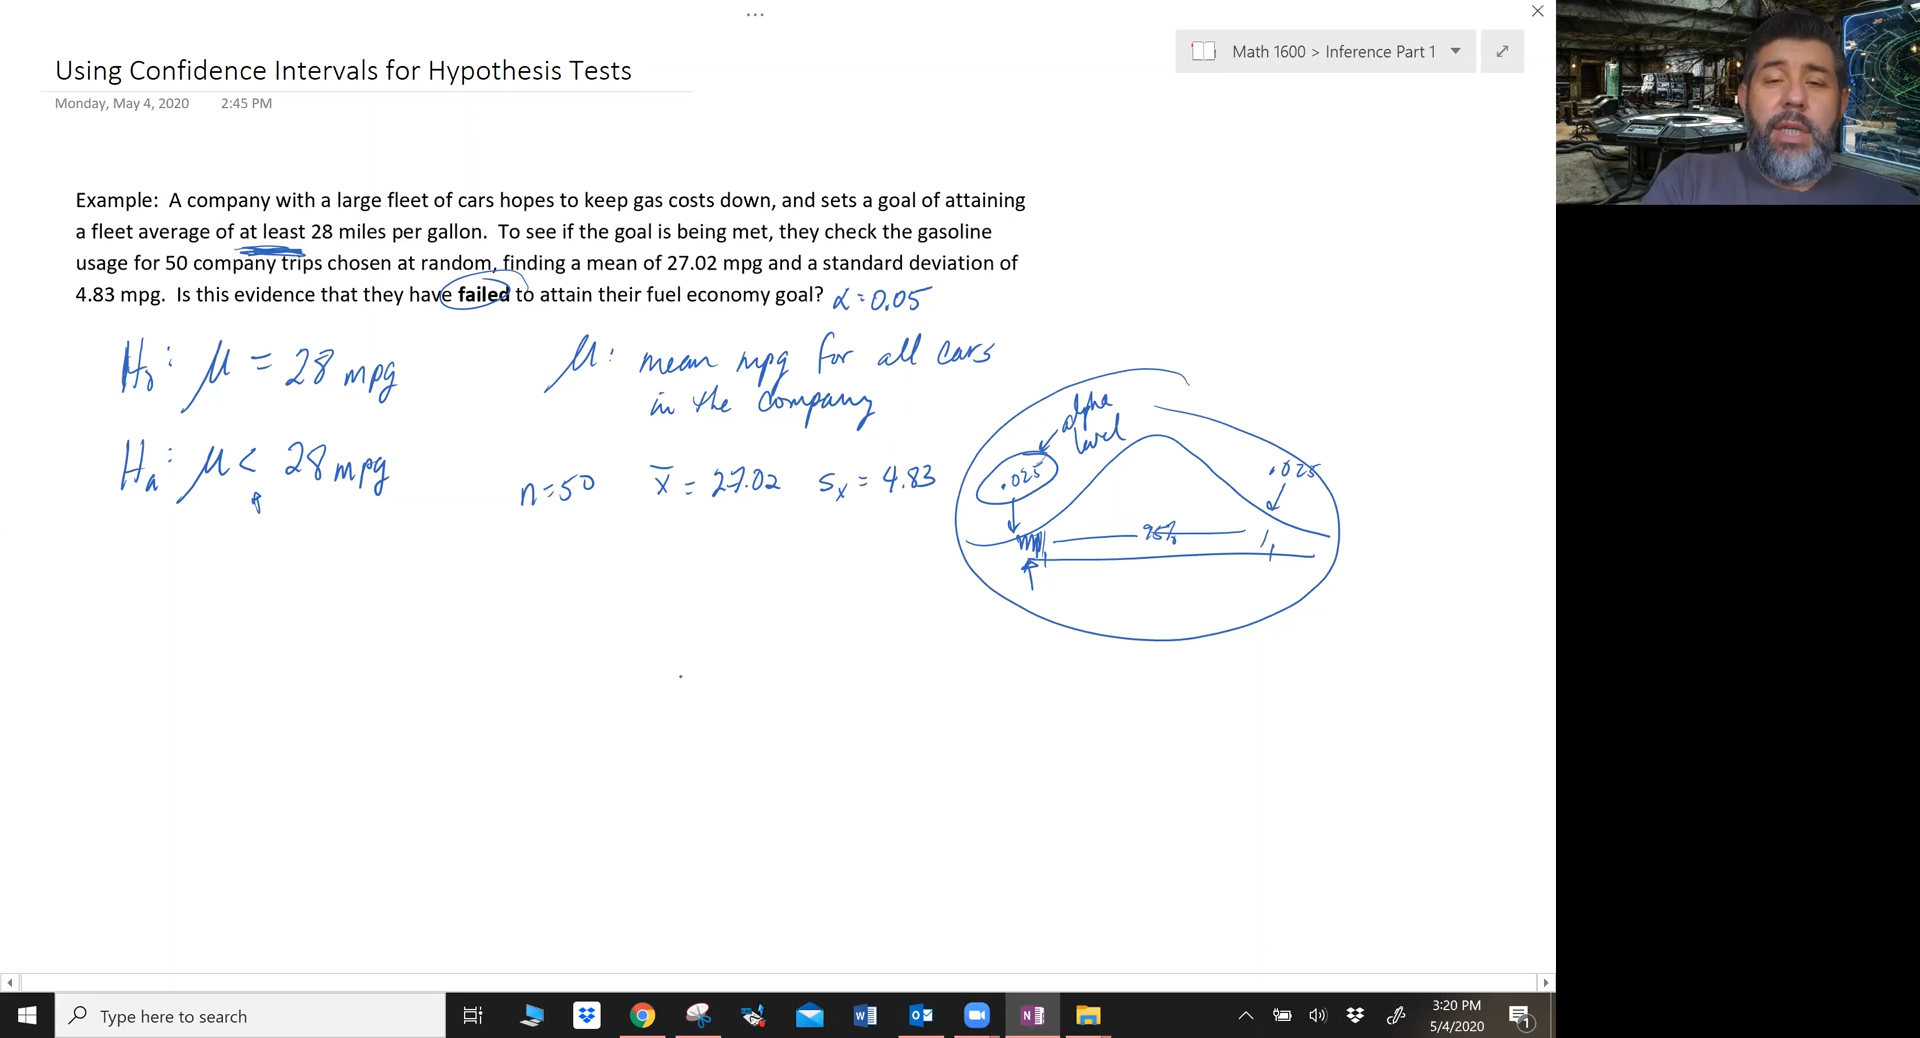 Math 1600 > Inference Part 1
Using Confidence Intervals for Hypothesis Tests
Monday, May 4, 2020 2:45 PM
Example: A company with a large fleet of cars hopes to keep gas costs down, and sets a goal of attaining
a fleet average of at least 28 miles per gallon. To see if the goal is being met, they check the gasoline
usage for 50 company trips chosen at random, finding a mean of 27.02 mpg and a standard deviation of
4.83 mpg. Is this evidence that they have failed to attain their fuel economy goal? α = 0.05
H₀: μ = 28 mpg
μ: mean mpg for all cars
in the company
Hₐ: μ < 28 mpg
n = 50 x̄ = 27.02 sₓ = 4.83
alpha
level
.025
.025
95%
Type here to search
3:20 PM
5/4/2020
1